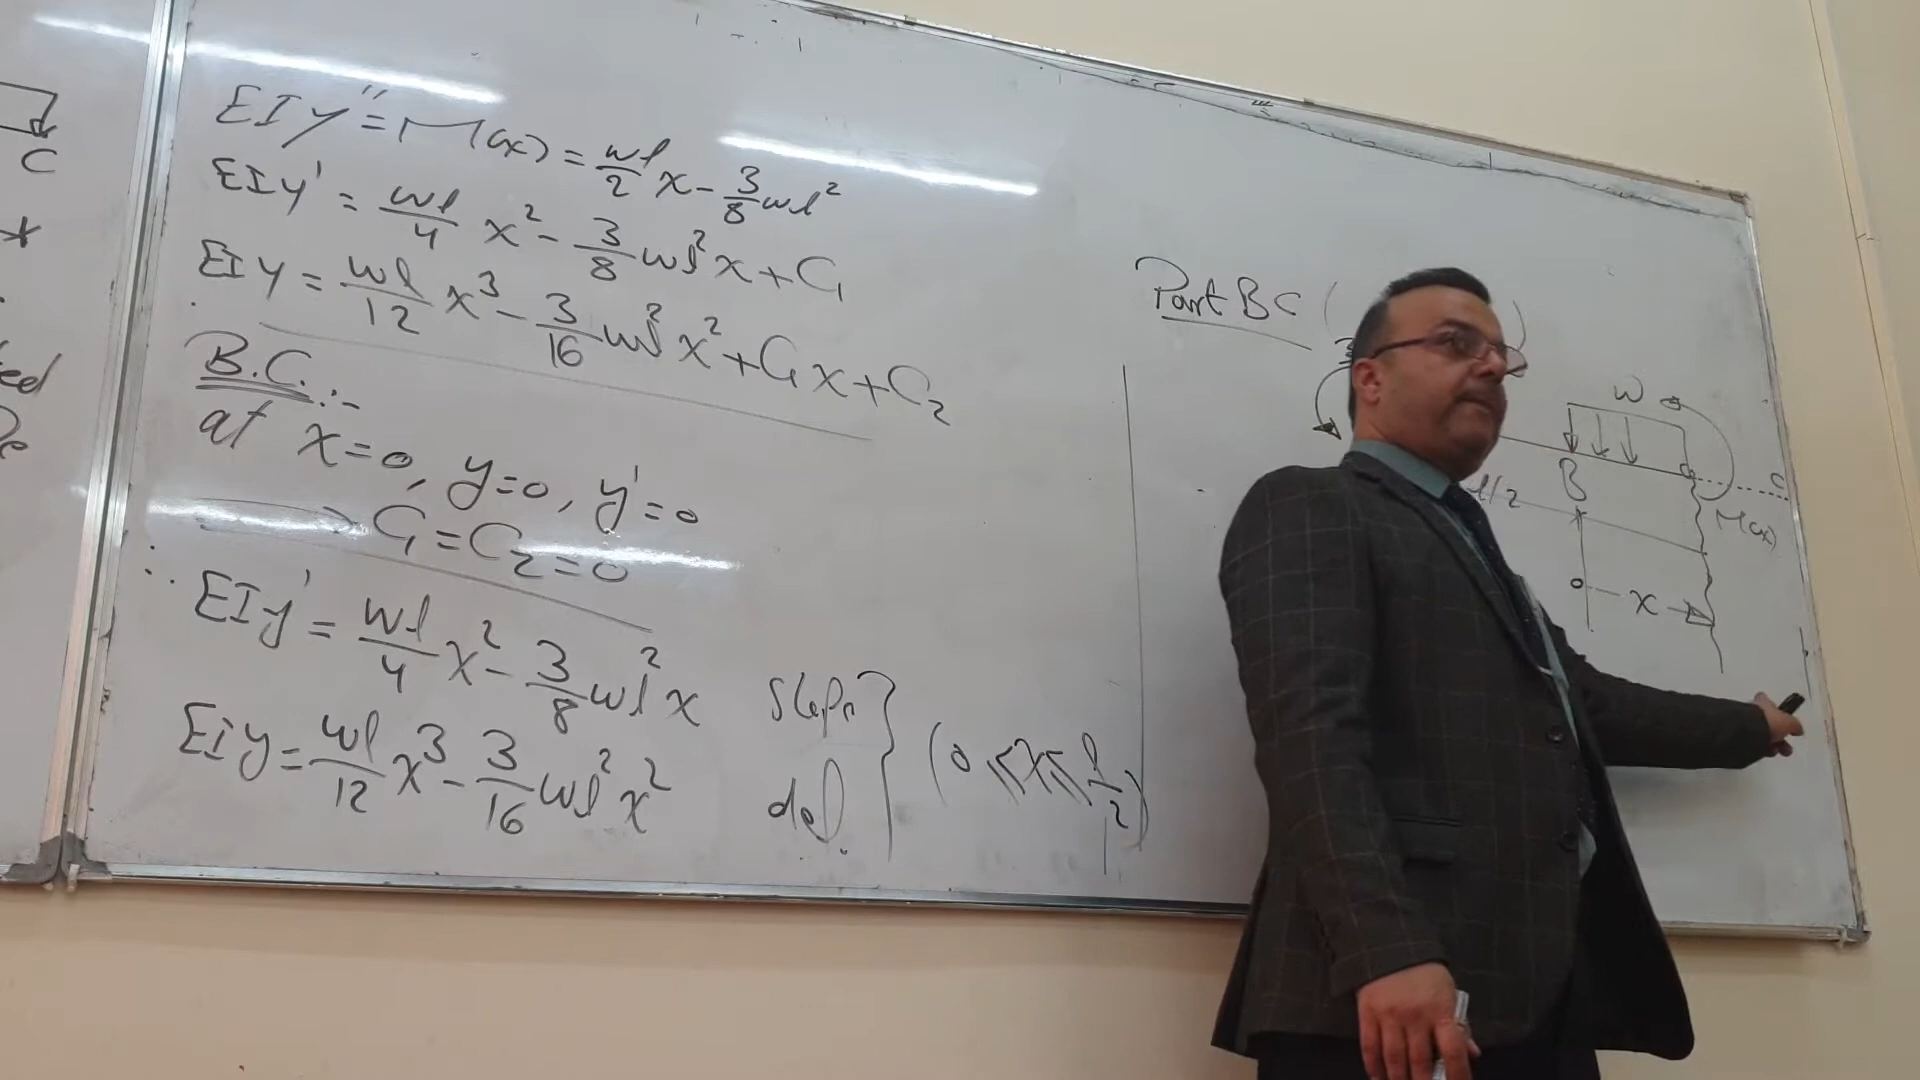 C
ed
EIy'' = M(x) = wl/2 x - 3/8 wl²
EIy' = wl/4 x² - 3/8 wl² x + C₁
EIy = wl/12 x³ - 3/16 wl² x² + C₁x + C₂
B.C. :-
at x=0, y=0, y'=0
→ C₁ = C₂ = 0
∴ EIy' = wl/4 x² - 3/8 wl² x slope
EIy = wl/12 x³ - 3/16 wl² x² def.
(0 ≤ x ≤ l/2)
Part BC (
)
w
B
C
l/2
M(x)
o
x